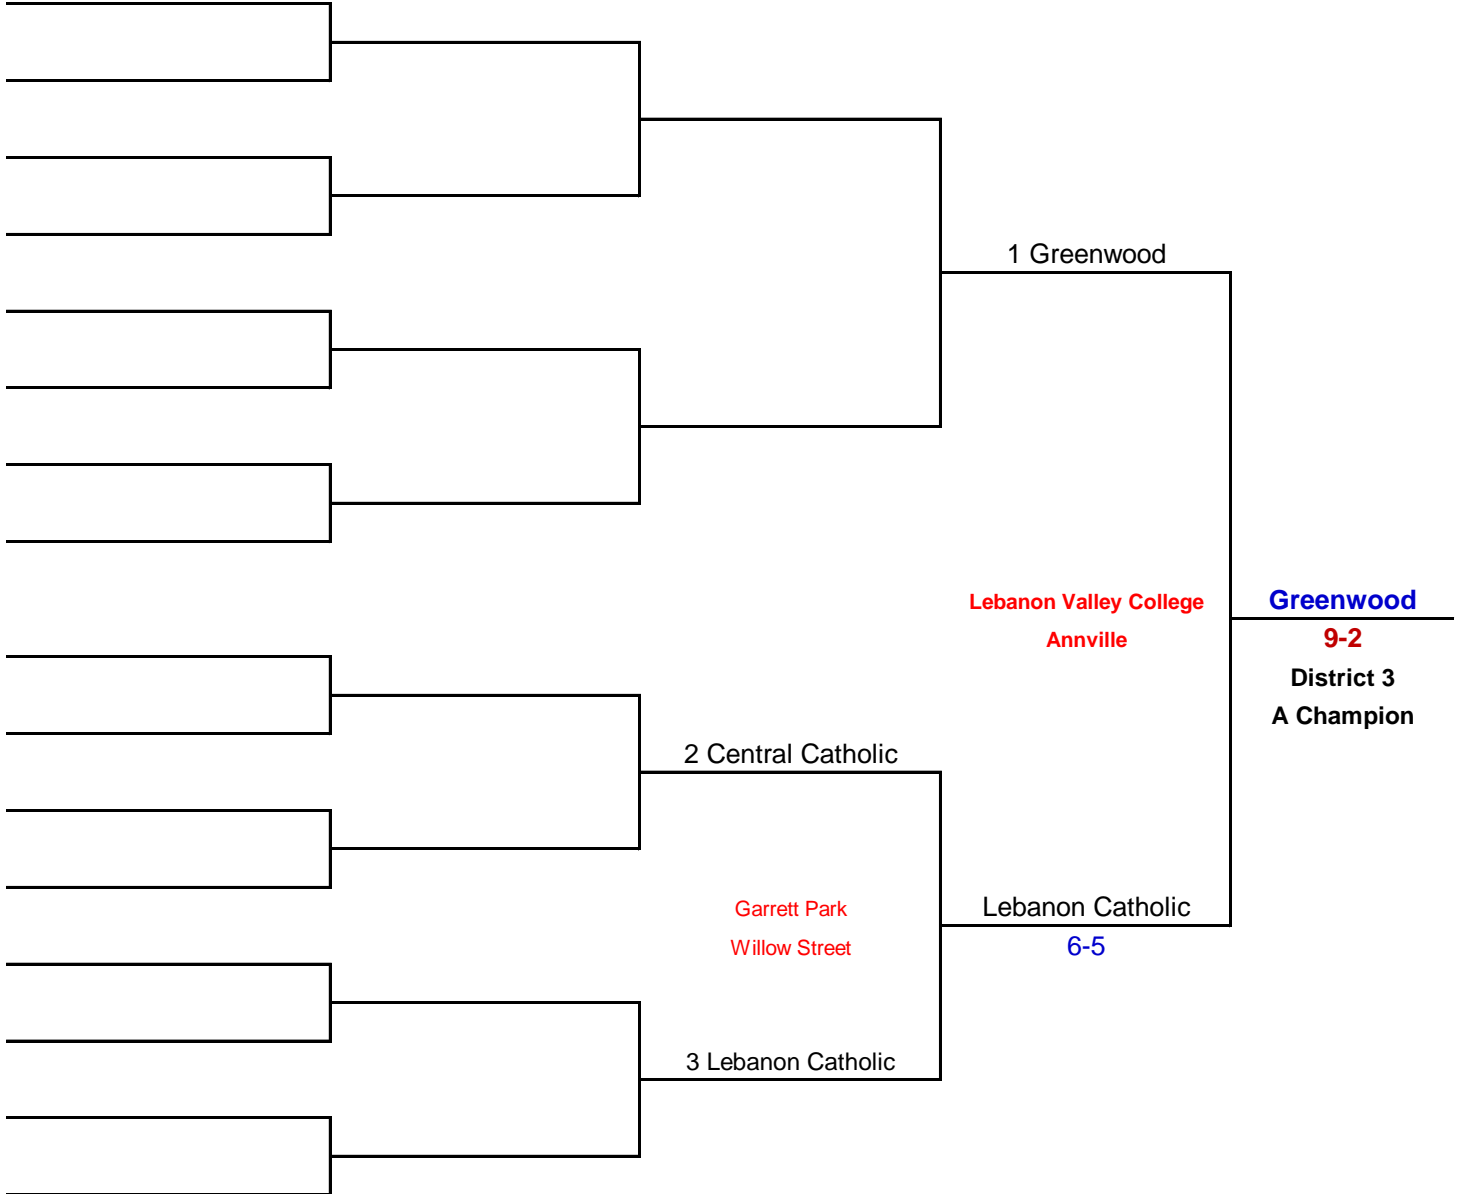 1 Greenwood
Lebanon Valley College
Annville
Greenwood
9-2
District 3
A Champion
2 Central Catholic
Garrett Park
Willow Street
Lebanon Catholic
6-5
3 Lebanon Catholic